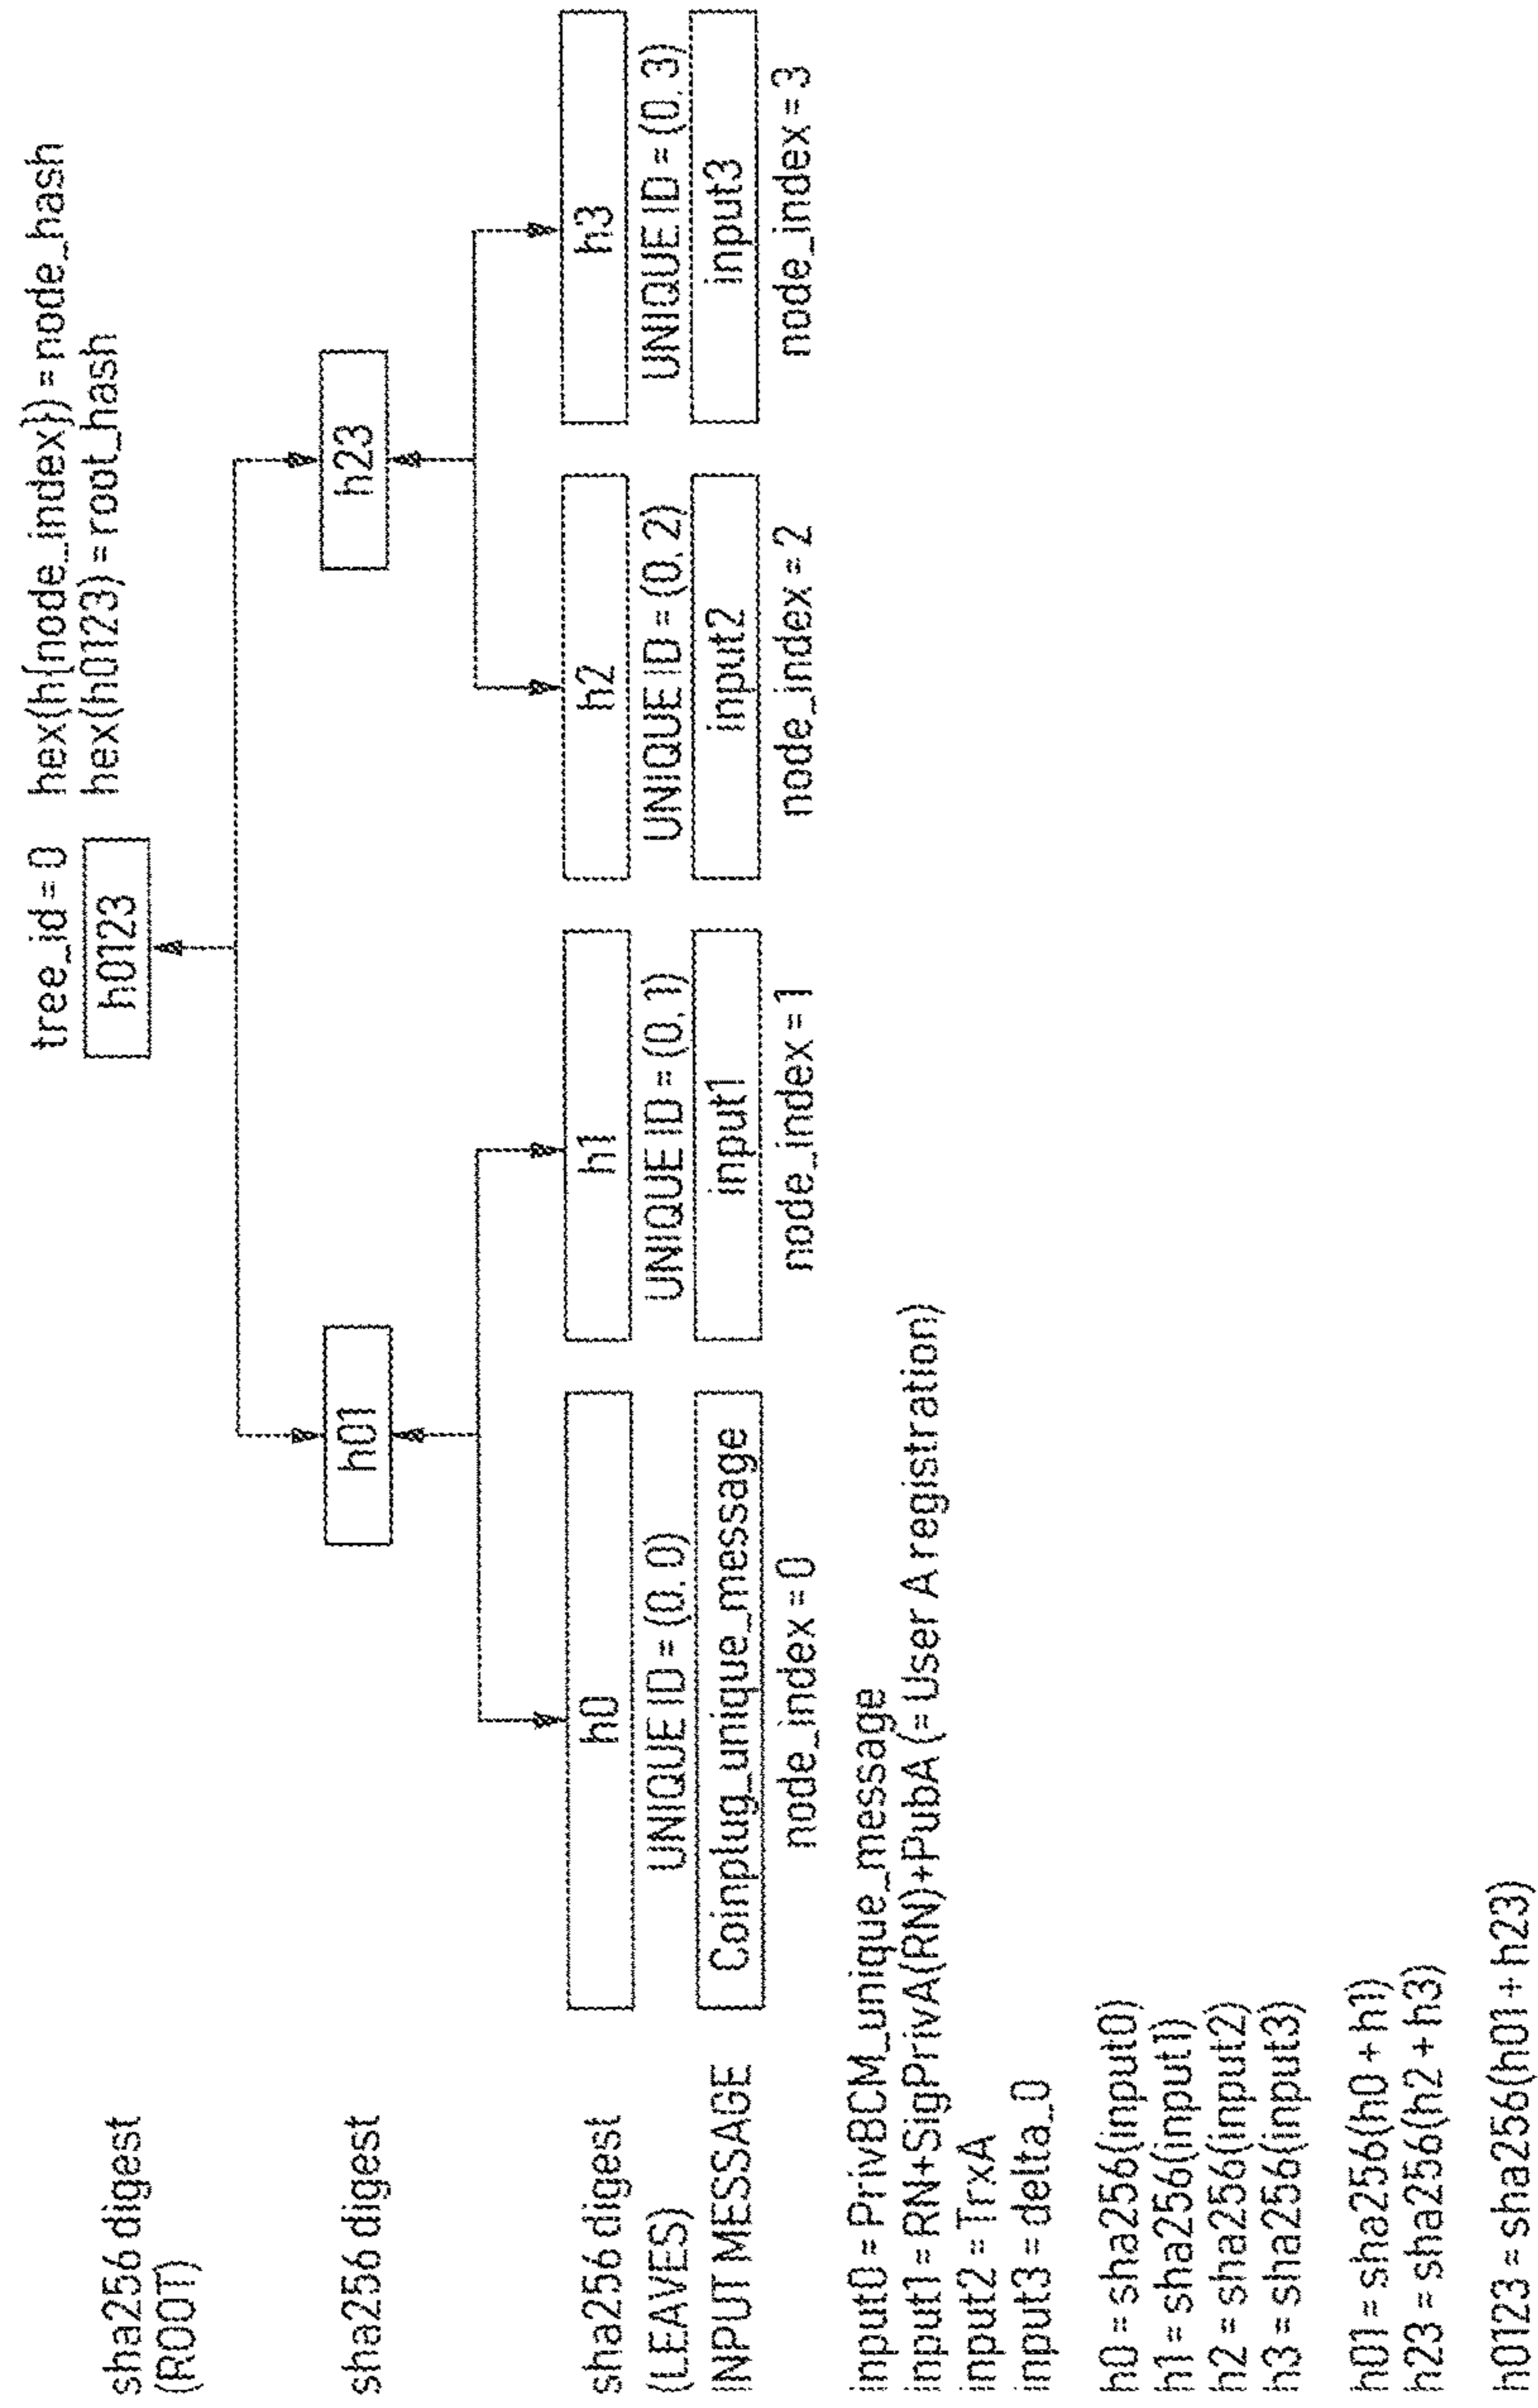 tree_id = 0 hex(h{node_index}) = node_hash
sha256 digest h0123 hex(h0123) = root_hash
(ROOT)
sha256 digest h01 h23
sha256 digest h0 h1 h2 h3
(LEAVES) UNIQUE ID = (0, 0) UNIQUE ID = (0, 1) UNIQUE ID = (0, 2) UNIQUE ID = (0, 3)
INPUT MESSAGE Coinplug_unique_message input1 input2 input3
node_index = 0 node_index = 1 node_index = 2 node_index = 3
input0 = PrivBCM_unique_message
input1 = RN+SigPrivA(RN)+PubA (= User A registration)
input2 = TrxA
input3 = delta_0
h0 = sha256(input0)
h1 = sha256(input1)
h2 = sha256(input2)
h3 = sha256(input3)
h01 = sha256(h0 + h1)
h23 = sha256(h2 + h3)
h0123 = sha256(h01 + h23)